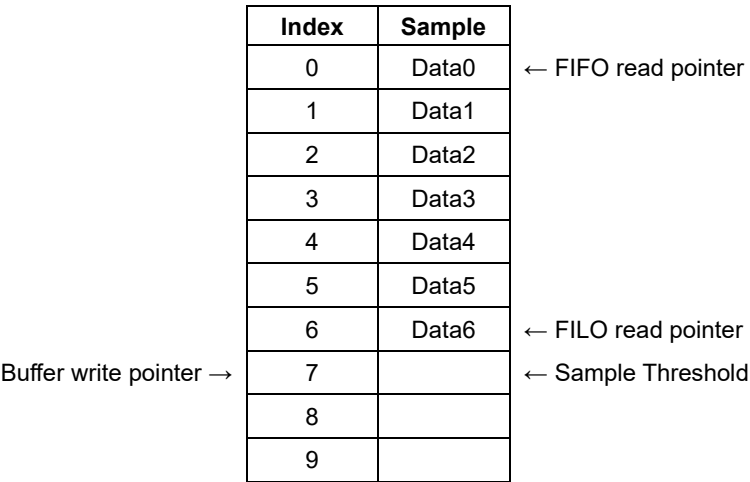 Index Sample
0 Data0 ← FIFO read pointer
1 Data1
2 Data2
3 Data3
4 Data4
5 Data5
6 Data6 ← FILO read pointer
Buffer write pointer → 7 ← Sample Threshold
8
9